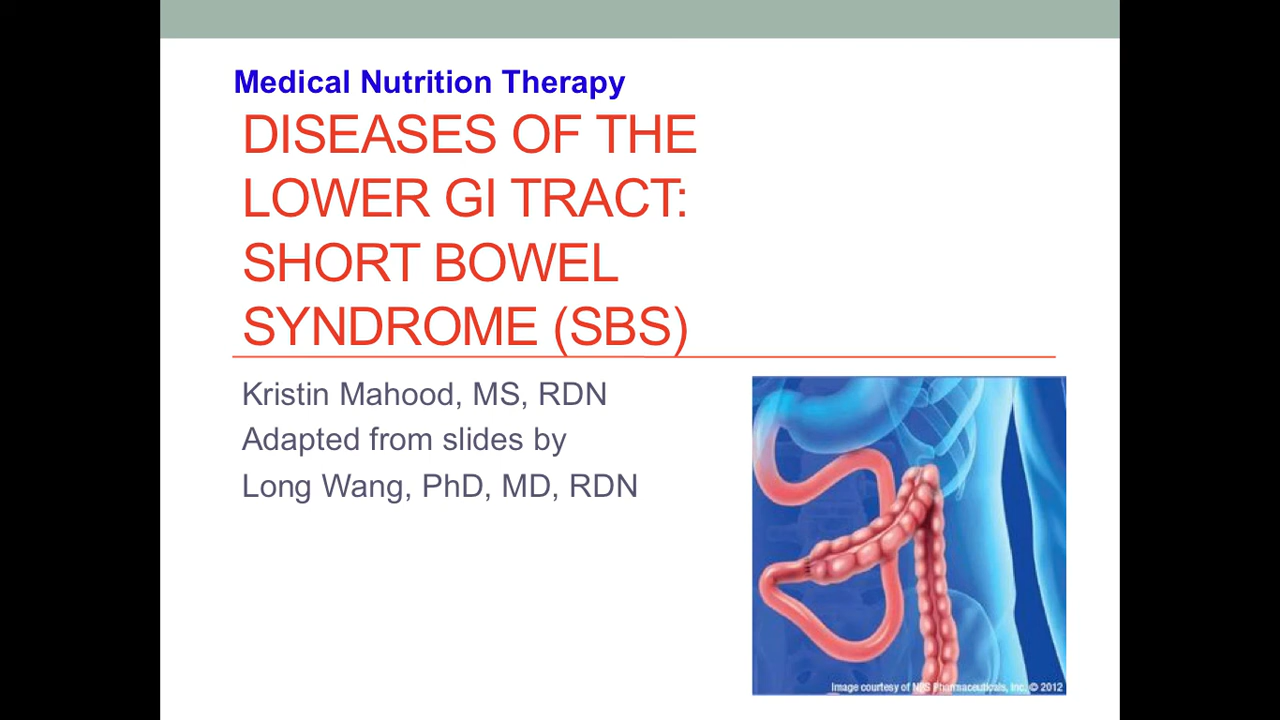 Medical Nutrition Therapy
DISEASES OF THE
LOWER GI TRACT:
SHORT BOWEL
SYNDROME (SBS)
Kristin Mahood, MS, RDN
Adapted from slides by
Long Wang, PhD, MD, RDN
Image courtesy of NPS Pharmaceuticals, Inc. © 2012